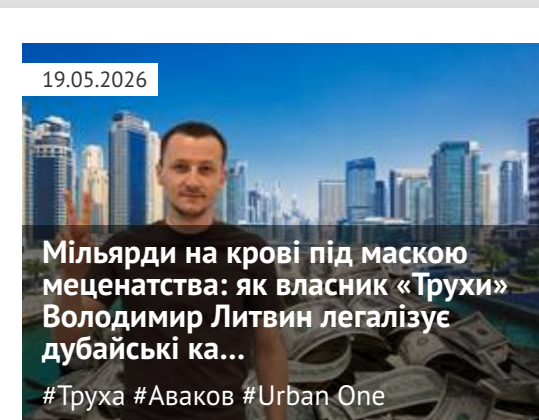 19.05.2026
Мільярди на крові під маскою
меценатства: як власник «Трухи»
Володимир Литвин легалізує
дубайські ка...
#Труха #Аваков #Urban One